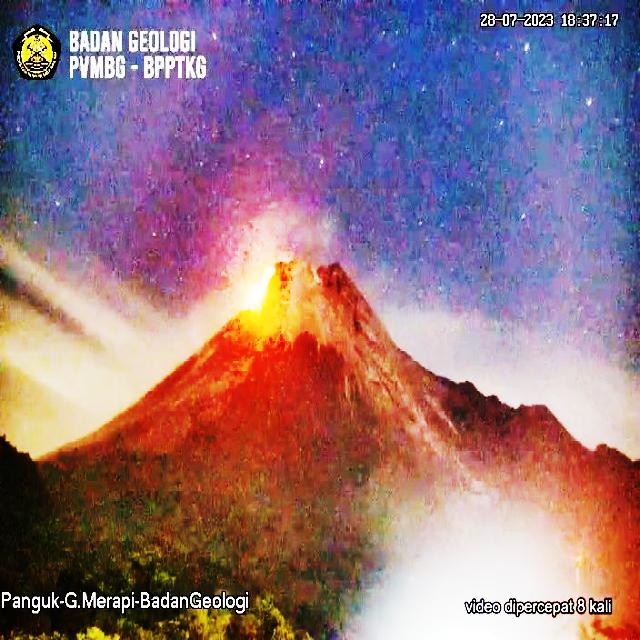 28-07-2023 18:37:17
BADAN GEOLOGI
PVMBG - BPPTKG
Panguk-G.Merapi-BadanGeologi
video dipercepat 8 kali